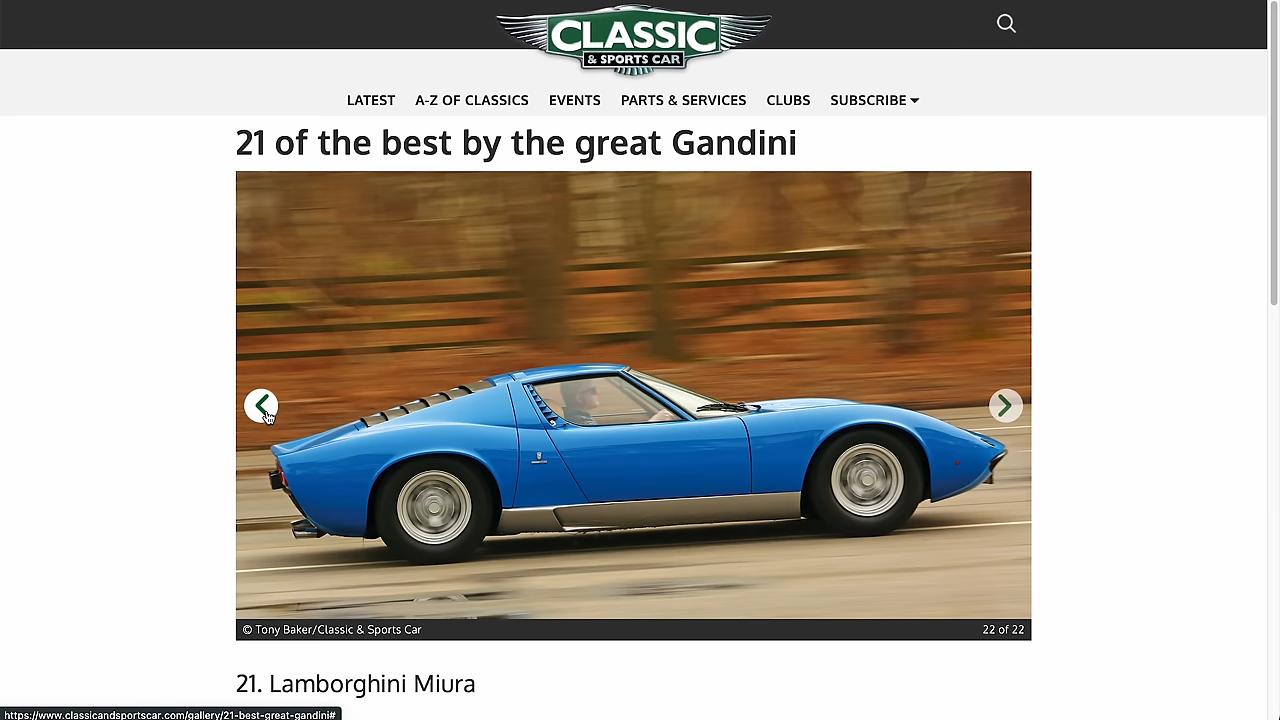 CLASSIC
& SPORTS CAR
LATEST A-Z OF CLASSICS EVENTS PARTS & SERVICES CLUBS SUBSCRIBE
21 of the best by the great Gandini
© Tony Baker/Classic & Sports Car 22 of 22
21. Lamborghini Miura
https://www.classicandsportscar.com/gallery/21-best-great-gandini#